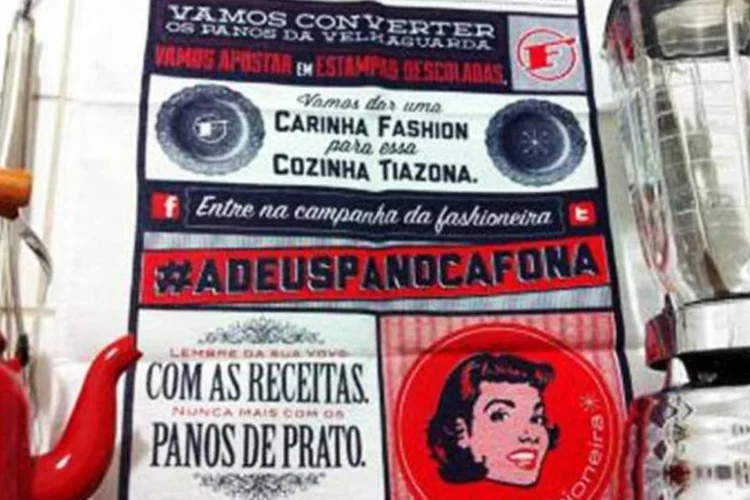 VAMOS CONVERTER
OS PANOS DA VELHAGUARDA
VAMOS APOSTAR EM ESTAMPAS DESCOLADAS.
Vamos dar uma
CARINHA FASHION
para essa
COZINHA TIAZONA.
f Entre na campanha da fashioneira t
#ADEUSPANOCAFONA
LEMBRE DA SUA VOVÓ
COM AS RECEITAS.
NUNCA MAIS COM OS
PANOS DE PRATO.
ioneira